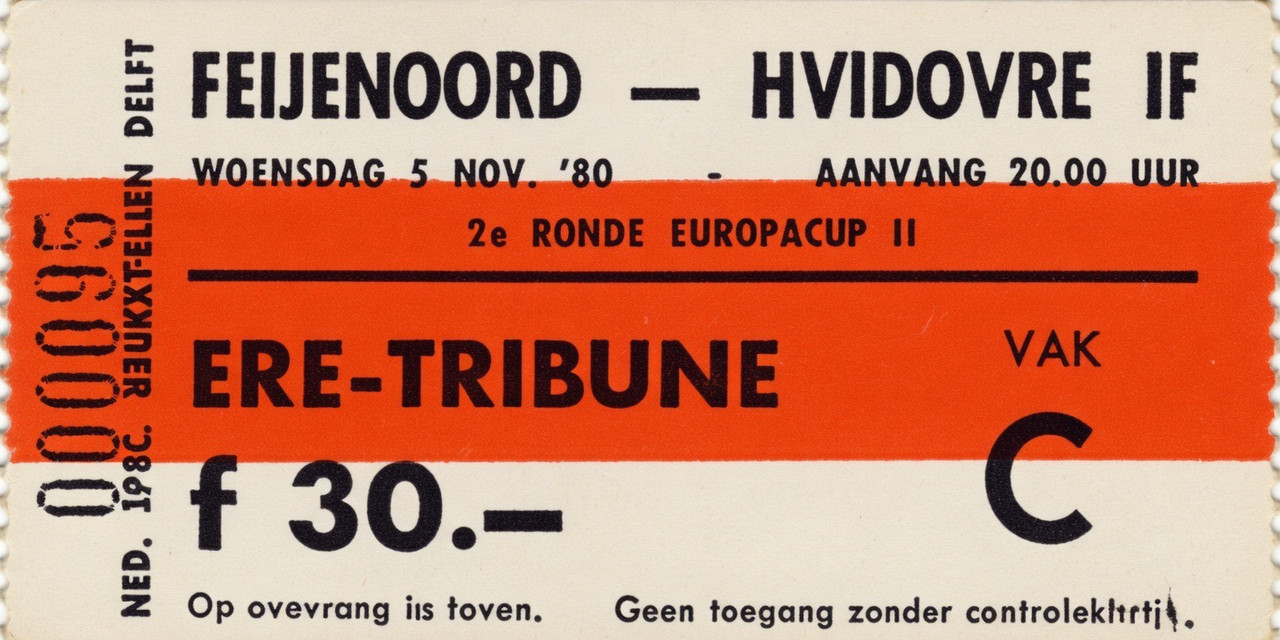 FEIJENOORD — HVIDOVRE IF
WOENSDAG 5 NOV. '80 - AANVANG 20.00 UUR
2e RONDE EUROPACUP II
ERE-TRIBUNE
VAK
C
f 30.—
Op ovevrang iis toven. Geen toegang zonder
000095
NED. DELFT